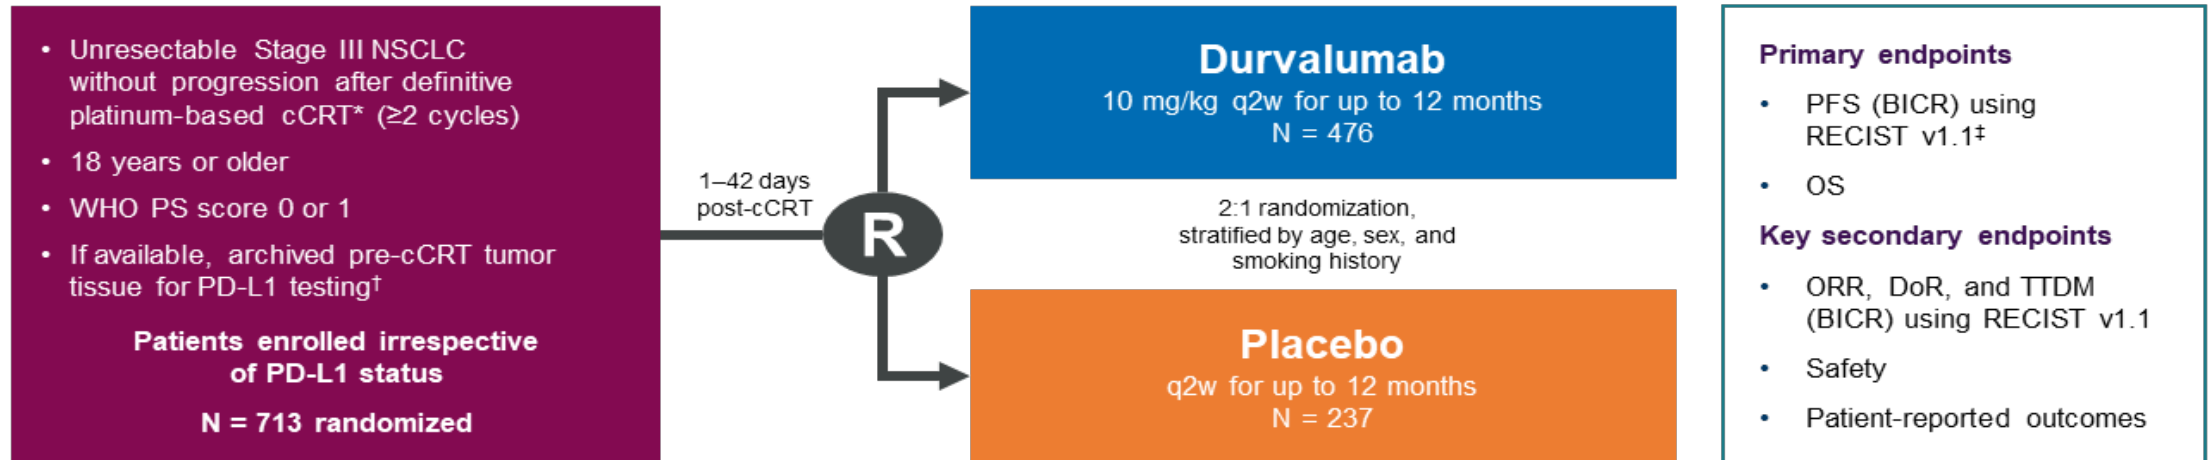 • Unresectable Stage III NSCLC
without progression after definitive
platinum-based cCRT* (≥2 cycles)
• 18 years or older
• WHO PS score 0 or 1
• If available, archived pre-cCRT tumor
tissue for PD-L1 testing†
Patients enrolled irrespective
of PD-L1 status
N = 713 randomized
1–42 days
post-cCRT
R
Durvalumab
10 mg/kg q2w for up to 12 months
N = 476
2:1 randomization,
stratified by age, sex, and
smoking history
Placebo
q2w for up to 12 months
N = 237
Primary endpoints
• PFS (BICR) using
RECIST v1.1‡
• OS
Key secondary endpoints
• ORR, DoR, and TTDM
(BICR) using RECIST v1.1
• Safety
• Patient-reported outcomes